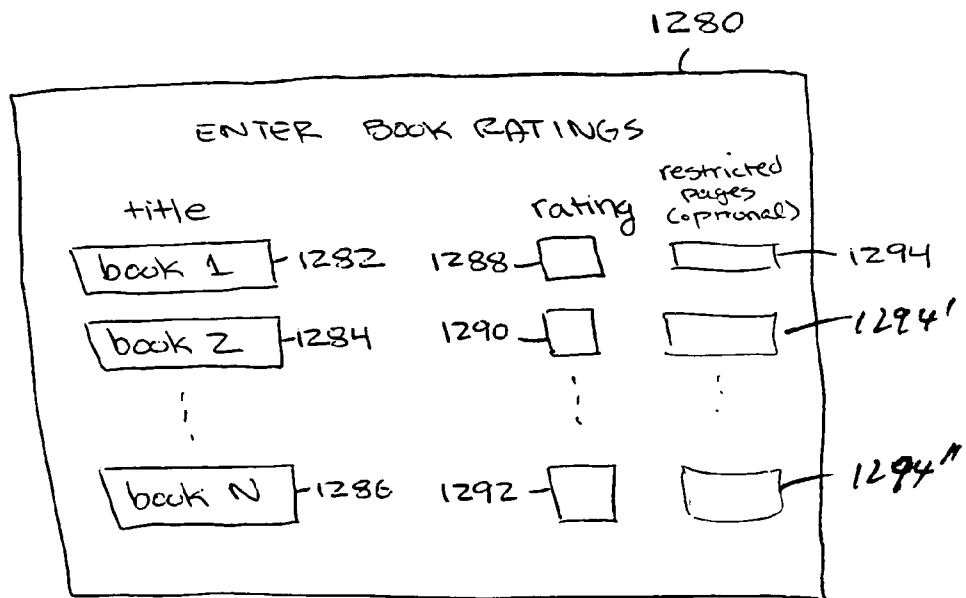 1280
ENTER BOOK RATINGS
title rating restricted
pages
(optional)
book 1 1282 1288 1294
book 2 1284 1290 1294'
book N 1286 1292 1294"